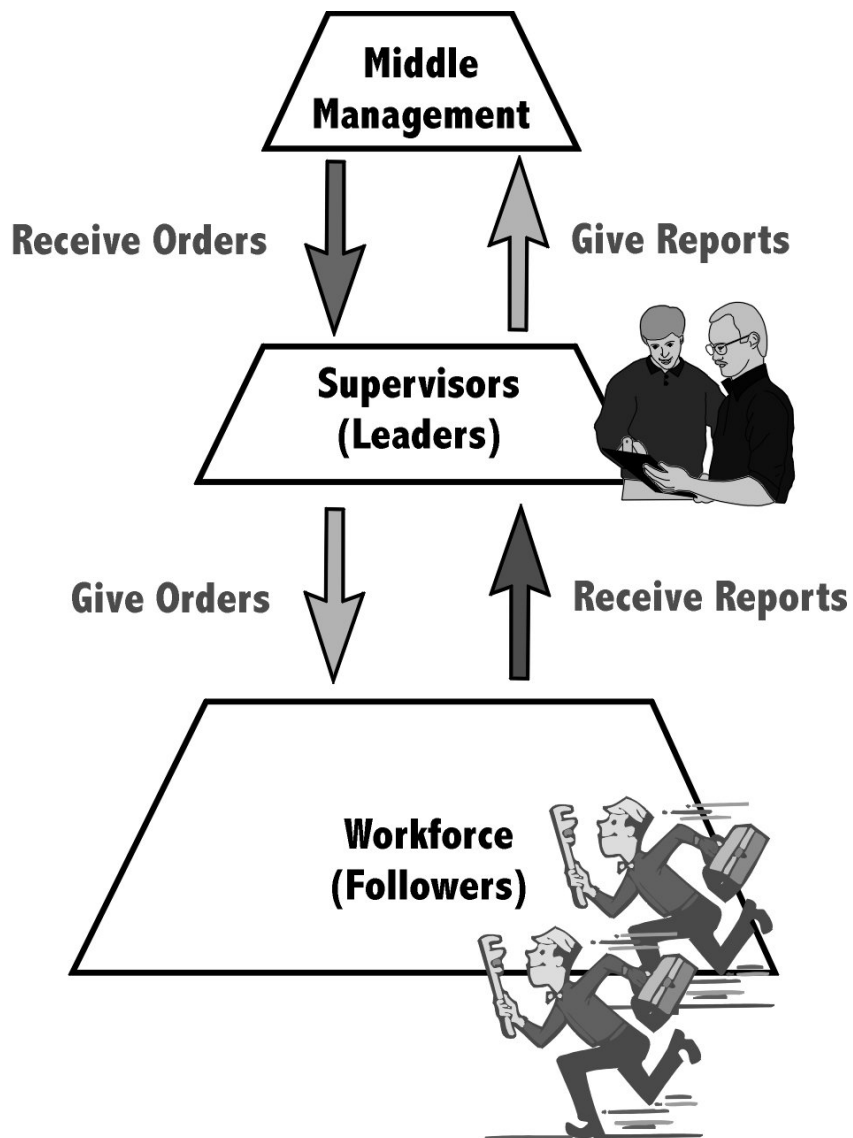 Middle
Management
Receive Orders
Give Reports
Supervisors
(Leaders)
Give Orders
Receive Reports
Workforce
(Followers)